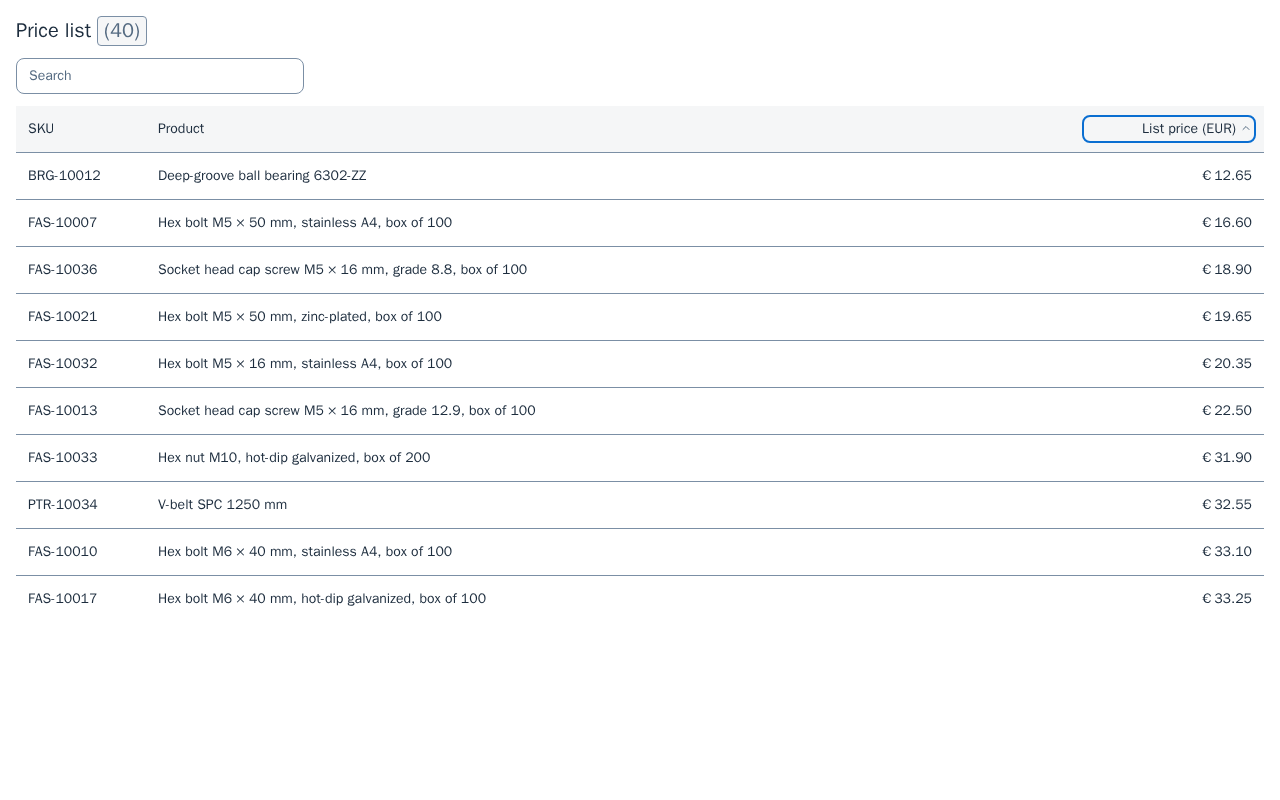 Price list (40)
Search
SKU Product List price (EUR)
BRG-10012 Deep-groove ball bearing 6302-ZZ € 12.65
FAS-10007 Hex bolt M5 × 50 mm, stainless A4, box of 100 € 16.60
FAS-10036 Socket head cap screw M5 × 16 mm, grade 8.8, box of 100 € 18.90
FAS-10021 Hex bolt M5 × 50 mm, zinc-plated, box of 100 € 19.65
FAS-10032 Hex bolt M5 × 16 mm, stainless A4, box of 100 € 20.35
FAS-10013 Socket head cap screw M5 × 16 mm, grade 12.9, box of 100 € 22.50
FAS-10033 Hex nut M10, hot-dip galvanized, box of 200 € 31.90
PTR-10034 V-belt SPC 1250 mm € 32.55
FAS-10010 Hex bolt M6 × 40 mm, stainless A4, box of 100 € 33.10
FAS-10017 Hex bolt M6 × 40 mm, hot-dip galvanized, box of 100 € 33.25